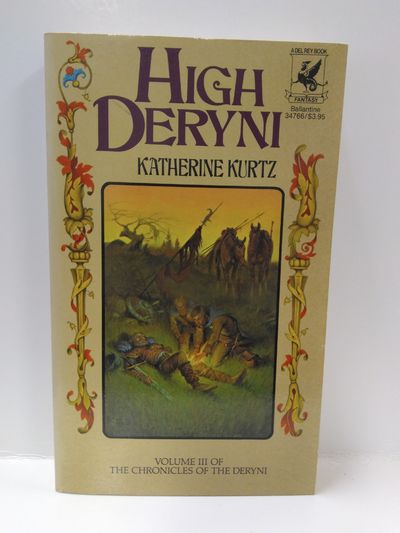 HIGH
DERYNI
KATHERINE KURTZ
A DEL REY BOOK
FANTASY
Ballantine
34766/$3.95
VOLUME III OF
THE CHRONICLES OF THE DERYNI